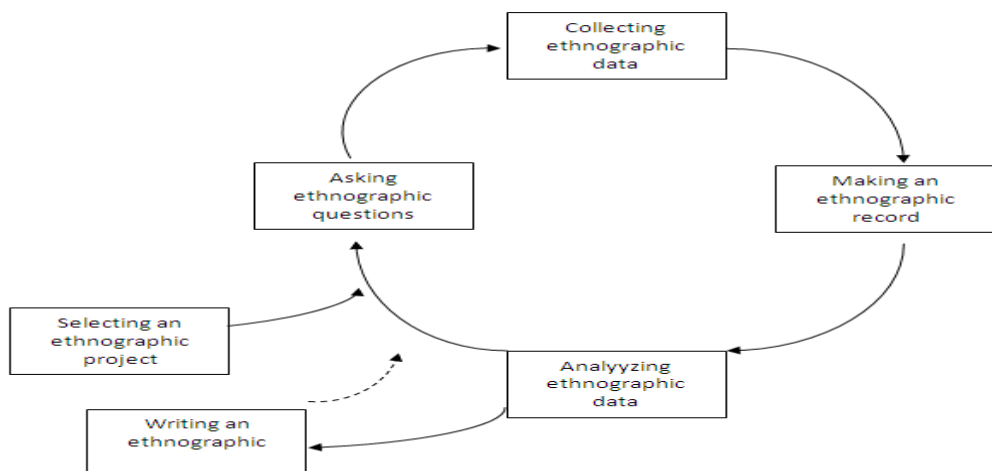 Collecting
ethnographic
data
Asking
ethnographic
questions
Making an
ethnographic
record
Selecting an
ethnographic
project
Analyyzing
ethnographic
data
Writing an
ethnographic